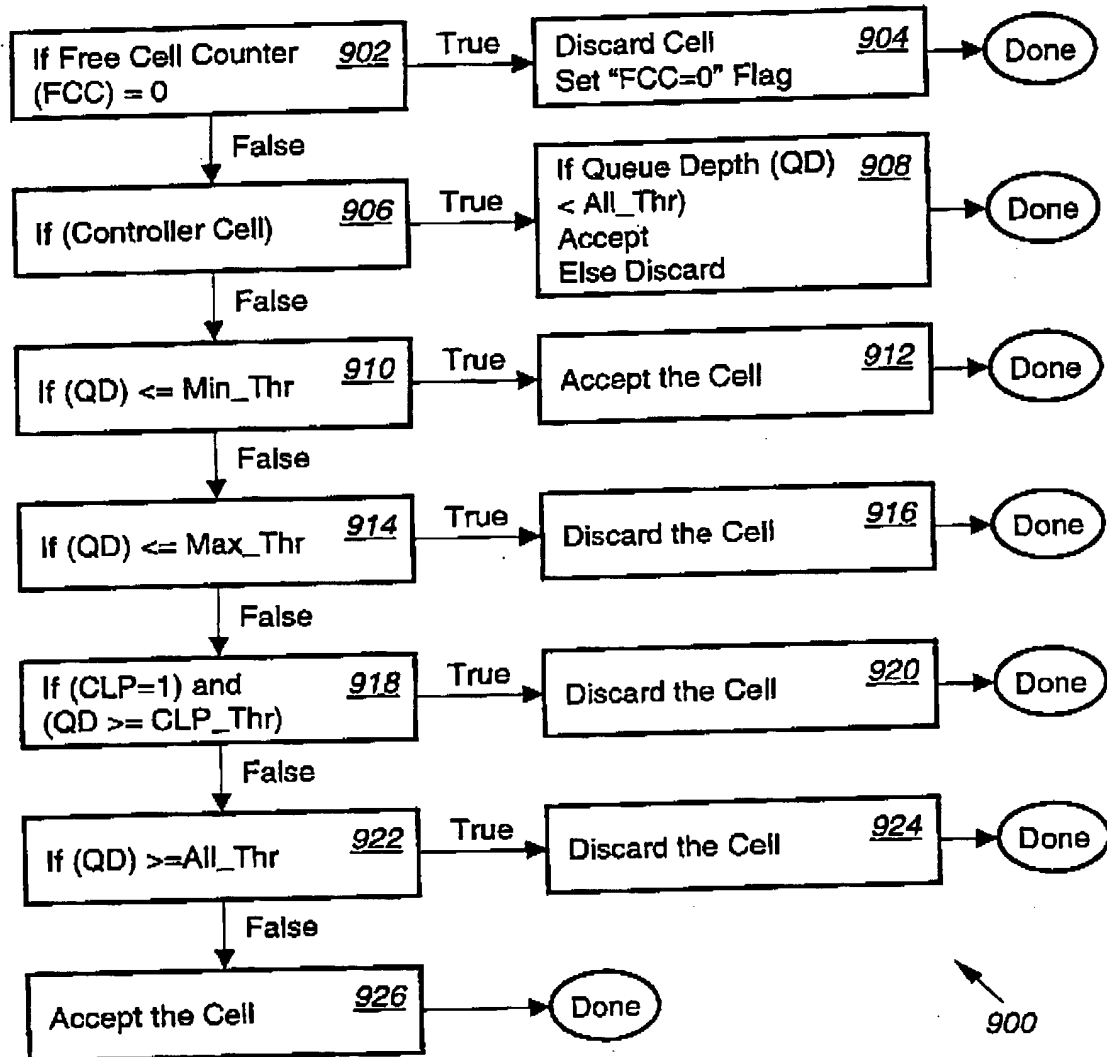 If Free Cell Counter 902
(FCC) = 0
True
Discard Cell 904
Set "FCC=0" Flag
Done
False
If (Controller Cell) 906
True
If Queue Depth (QD) 908
< All_Thr)
Accept
Else Discard
Done
False
If (QD) <= Min_Thr 910
True
Accept the Cell 912
Done
False
If (QD) <= Max_Thr 914
True
Discard the Cell 916
Done
False
If (CLP=1) and 918
(QD >= CLP_Thr)
True
Discard the Cell 920
Done
False
If (QD) >=All_Thr 922
True
Discard the Cell 924
Done
False
Accept the Cell 926
Done
900